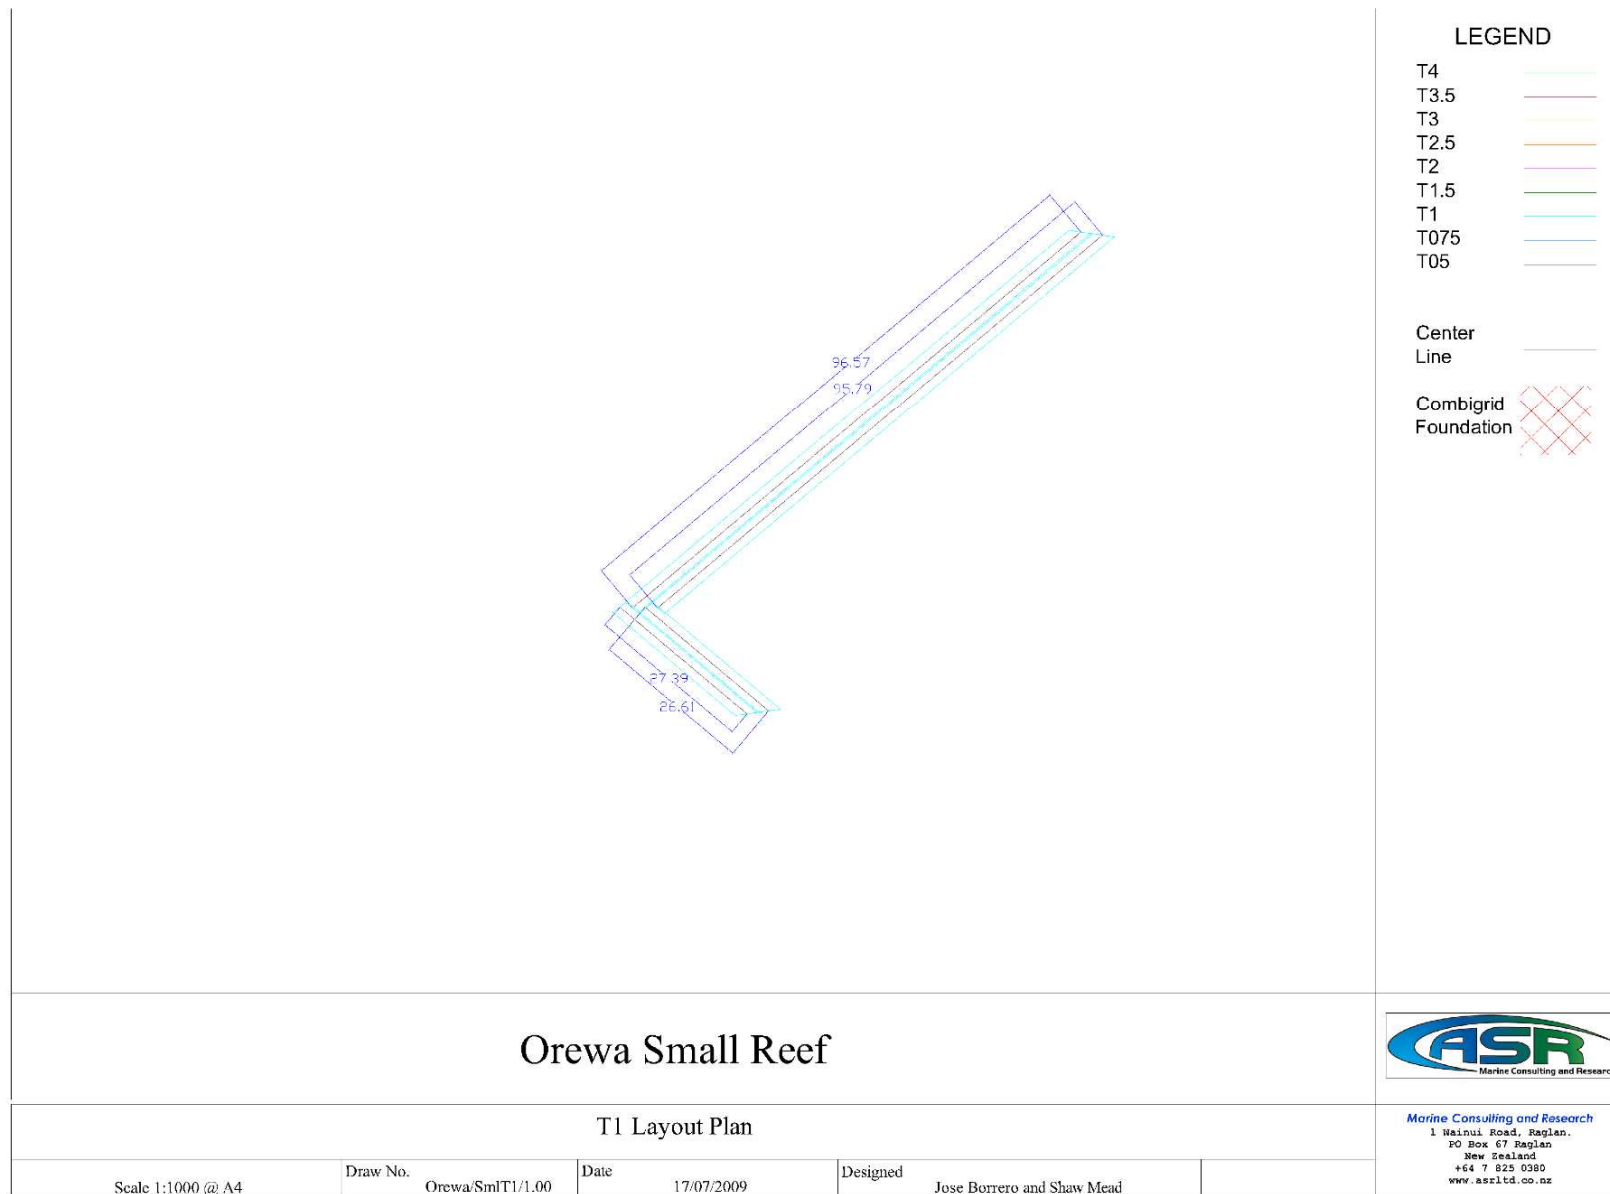 LEGEND
T4
T3.5
T3
T2.5
T2
T1.5
T1
T075
T05
Center
Line
Combigrid
Foundation
96.57
95.79
27.39
26.61
Orewa Small Reef
ASR
Marine Consulting and Researc
T1 Layout Plan
Marine Consulting and Research
1 Wainui Road, Raglan.
PO Box 67 Raglan
New Zealand
+64 7 825 0380
www.asrltd.co.nz
Scale 1:1000 @ A4
Draw No.
Orewa/SmlT1/1.00
Date
17/07/2009
Designed
Jose Borrero and Shaw Mead